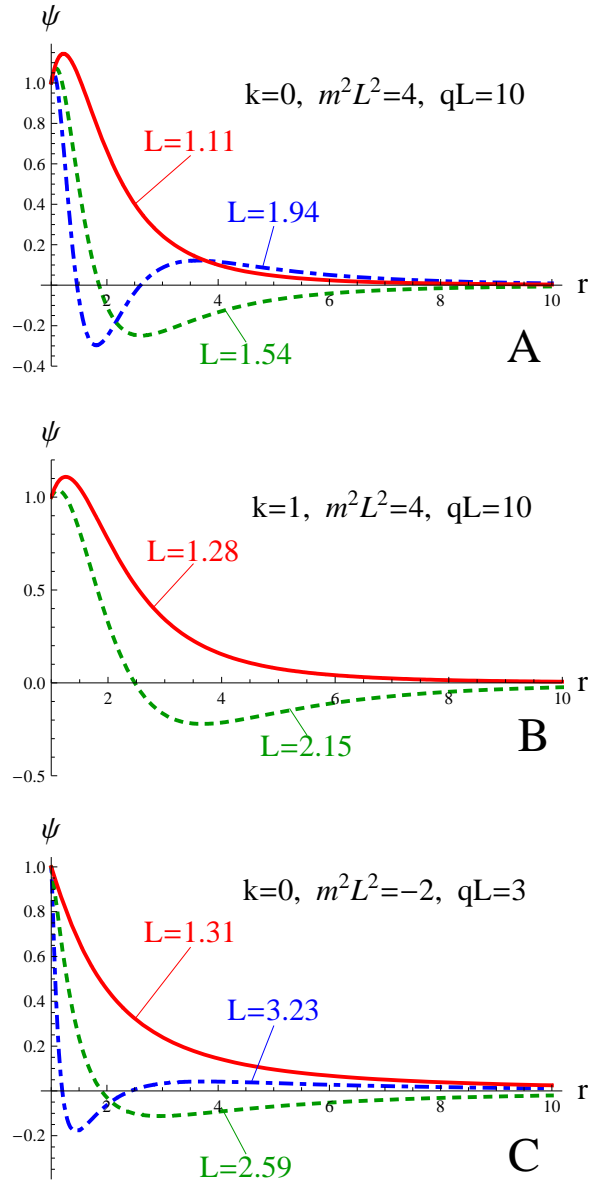 ψ
1.0
0.8
0.6
0.4
0.2
-0.2
-0.4
2
4
6
8
10
r
k=0, m²L²=4, qL=10
L=1.11
L=1.94
L=1.54
A
ψ
1.0
0.5
0.0
-0.5
2
4
6
8
10
r
k=1, m²L²=4, qL=10
L=1.28
L=2.15
B
ψ
1.0
0.8
0.6
0.4
0.2
-0.2
2
4
6
8
10
r
k=0, m²L²=-2, qL=3
L=1.31
L=3.23
L=2.59
C